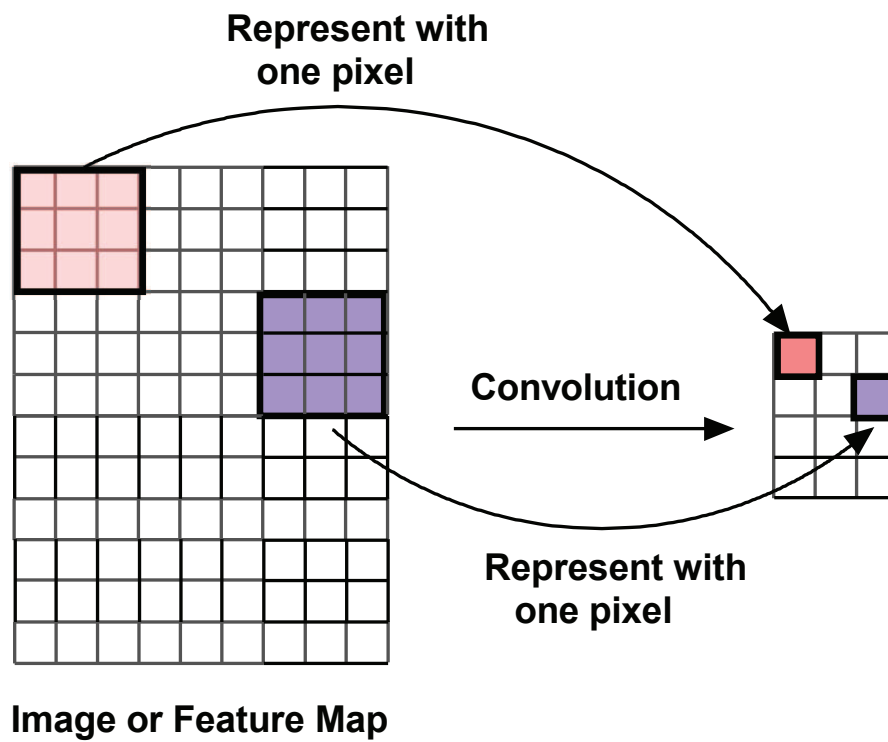 Represent with
one pixel
Convolution
Represent with
one pixel
Image or Feature Map